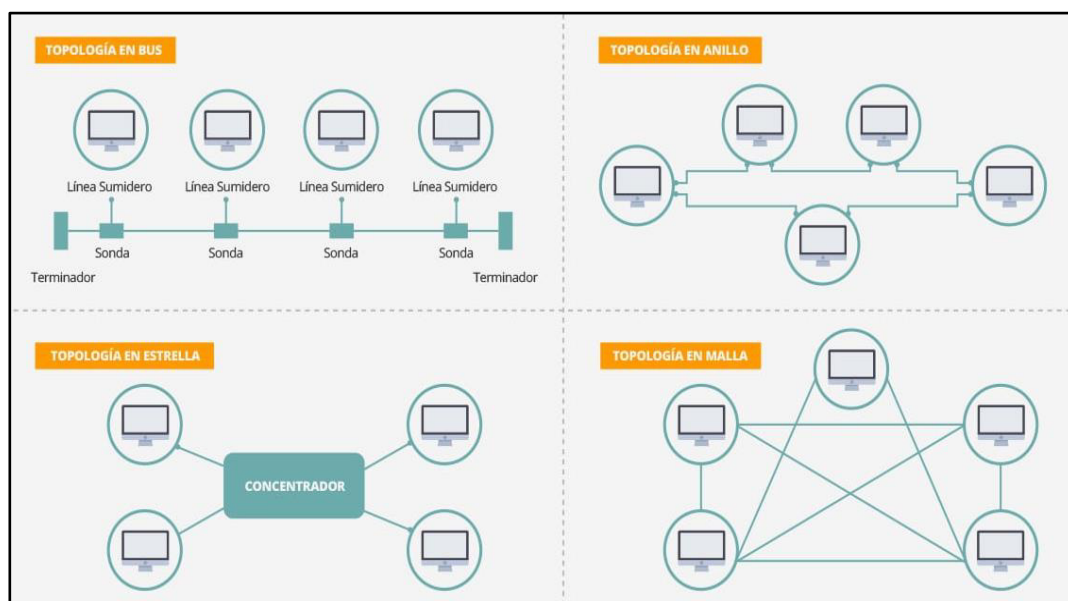 TOPOLOGÍA EN BUS
Línea Sumidero Línea Sumidero Línea Sumidero Línea Sumidero
Sonda Sonda Sonda Sonda
Terminador Terminador
TOPOLOGÍA EN ANILLO
TOPOLOGÍA EN ESTRELLA
CONCENTRADOR
TOPOLOGÍA EN MALLA